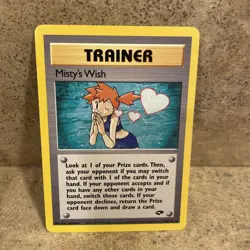 TRAINER
Misty's Wish
Look at 1 of your Prize cards. Then,
ask your opponent if you may switch
that card with 1 of the cards in your
hand. If your opponent accepts and if
you have any other cards in your
hand, switch those cards. If your
opponent declines, return the Prize
card face down and draw a card.